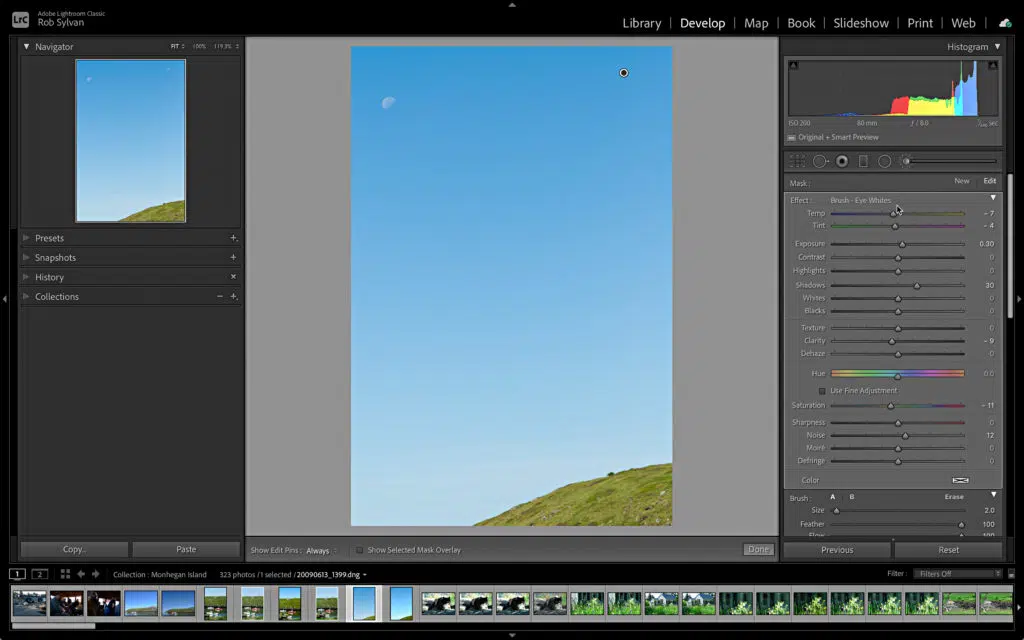 LrC
Adobe Lightroom Classic
Rob Sylvan
Library | Develop | Map | Book | Slideshow | Print | Web
Navigator FIT 100%
Histogram
ISO 200 80 mm ƒ / 8.0 sec
Original + Smart Preview
Mask : New Edit
Effect : Brush - Eye Whites
Temp - 7
Tint - 4
Exposure 0.30
Contrast 0
Highlights 0
Shadows 30
Whites 0
Blacks 0
Texture 0
Clarity - 9
Dehaze 0
Hue 0.0
Use Fine Adjustment
Saturation - 11
Sharpness 0
Noise 12
Moiré 0
Defringe 0
Color
Brush : A B Erase
Size 2.0
Feather 100
Flow 100
Presets
Snapshots
History
Collections
Copy... Paste
Show Edit Pins : Always Show Selected Mask Overlay Done
Previous Reset
1 2 Collection : Monhegan Island 323 photos / 1 selected / 20090613_1399.dng
Filter : Filters Off